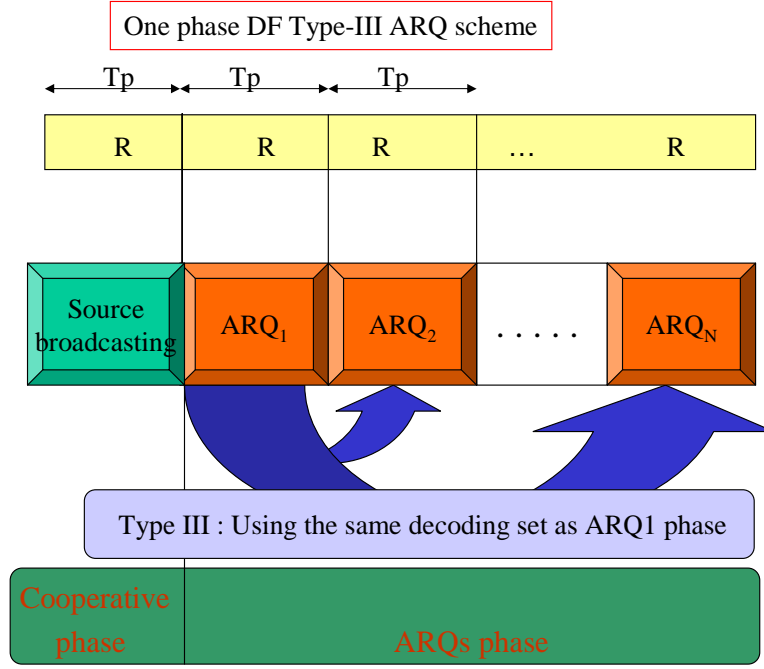 One phase DF Type-III ARQ scheme
Tp Tp Tp
R R R ... R
Source
broadcasting
ARQ1
ARQ2
. . . . .
ARQN
Type III : Using the same decoding set as ARQ1 phase
Cooperative
phase
ARQs phase